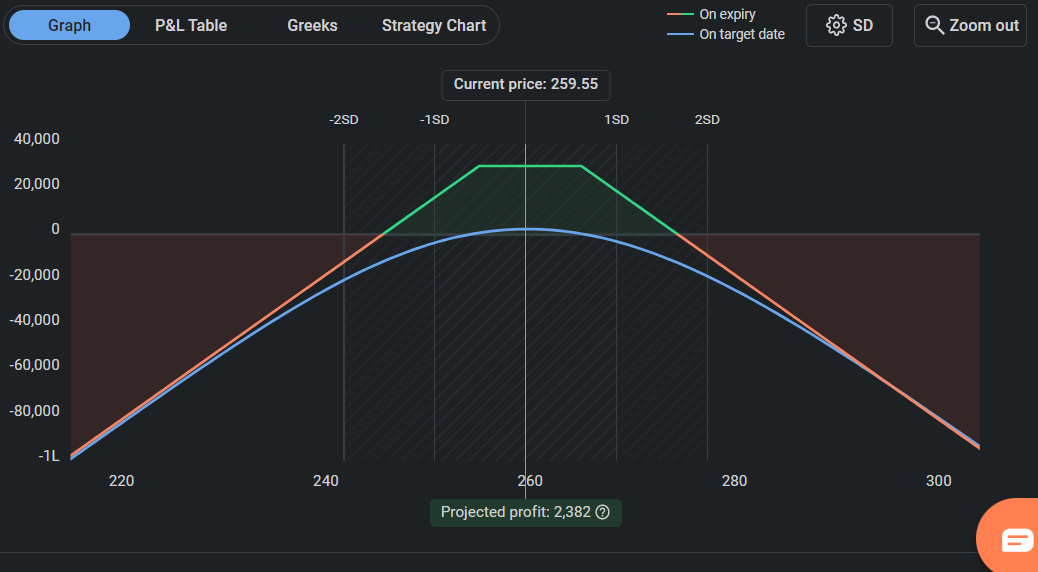 Graph P&L Table Greeks Strategy Chart
On expiry
On target date
SD
Zoom out
Current price: 259.55
-2SD -1SD 1SD 2SD
40,000
20,000
0
-20,000
-40,000
-60,000
-80,000
-1L
220 240 260 280 300
Projected profit: 2,382 ?